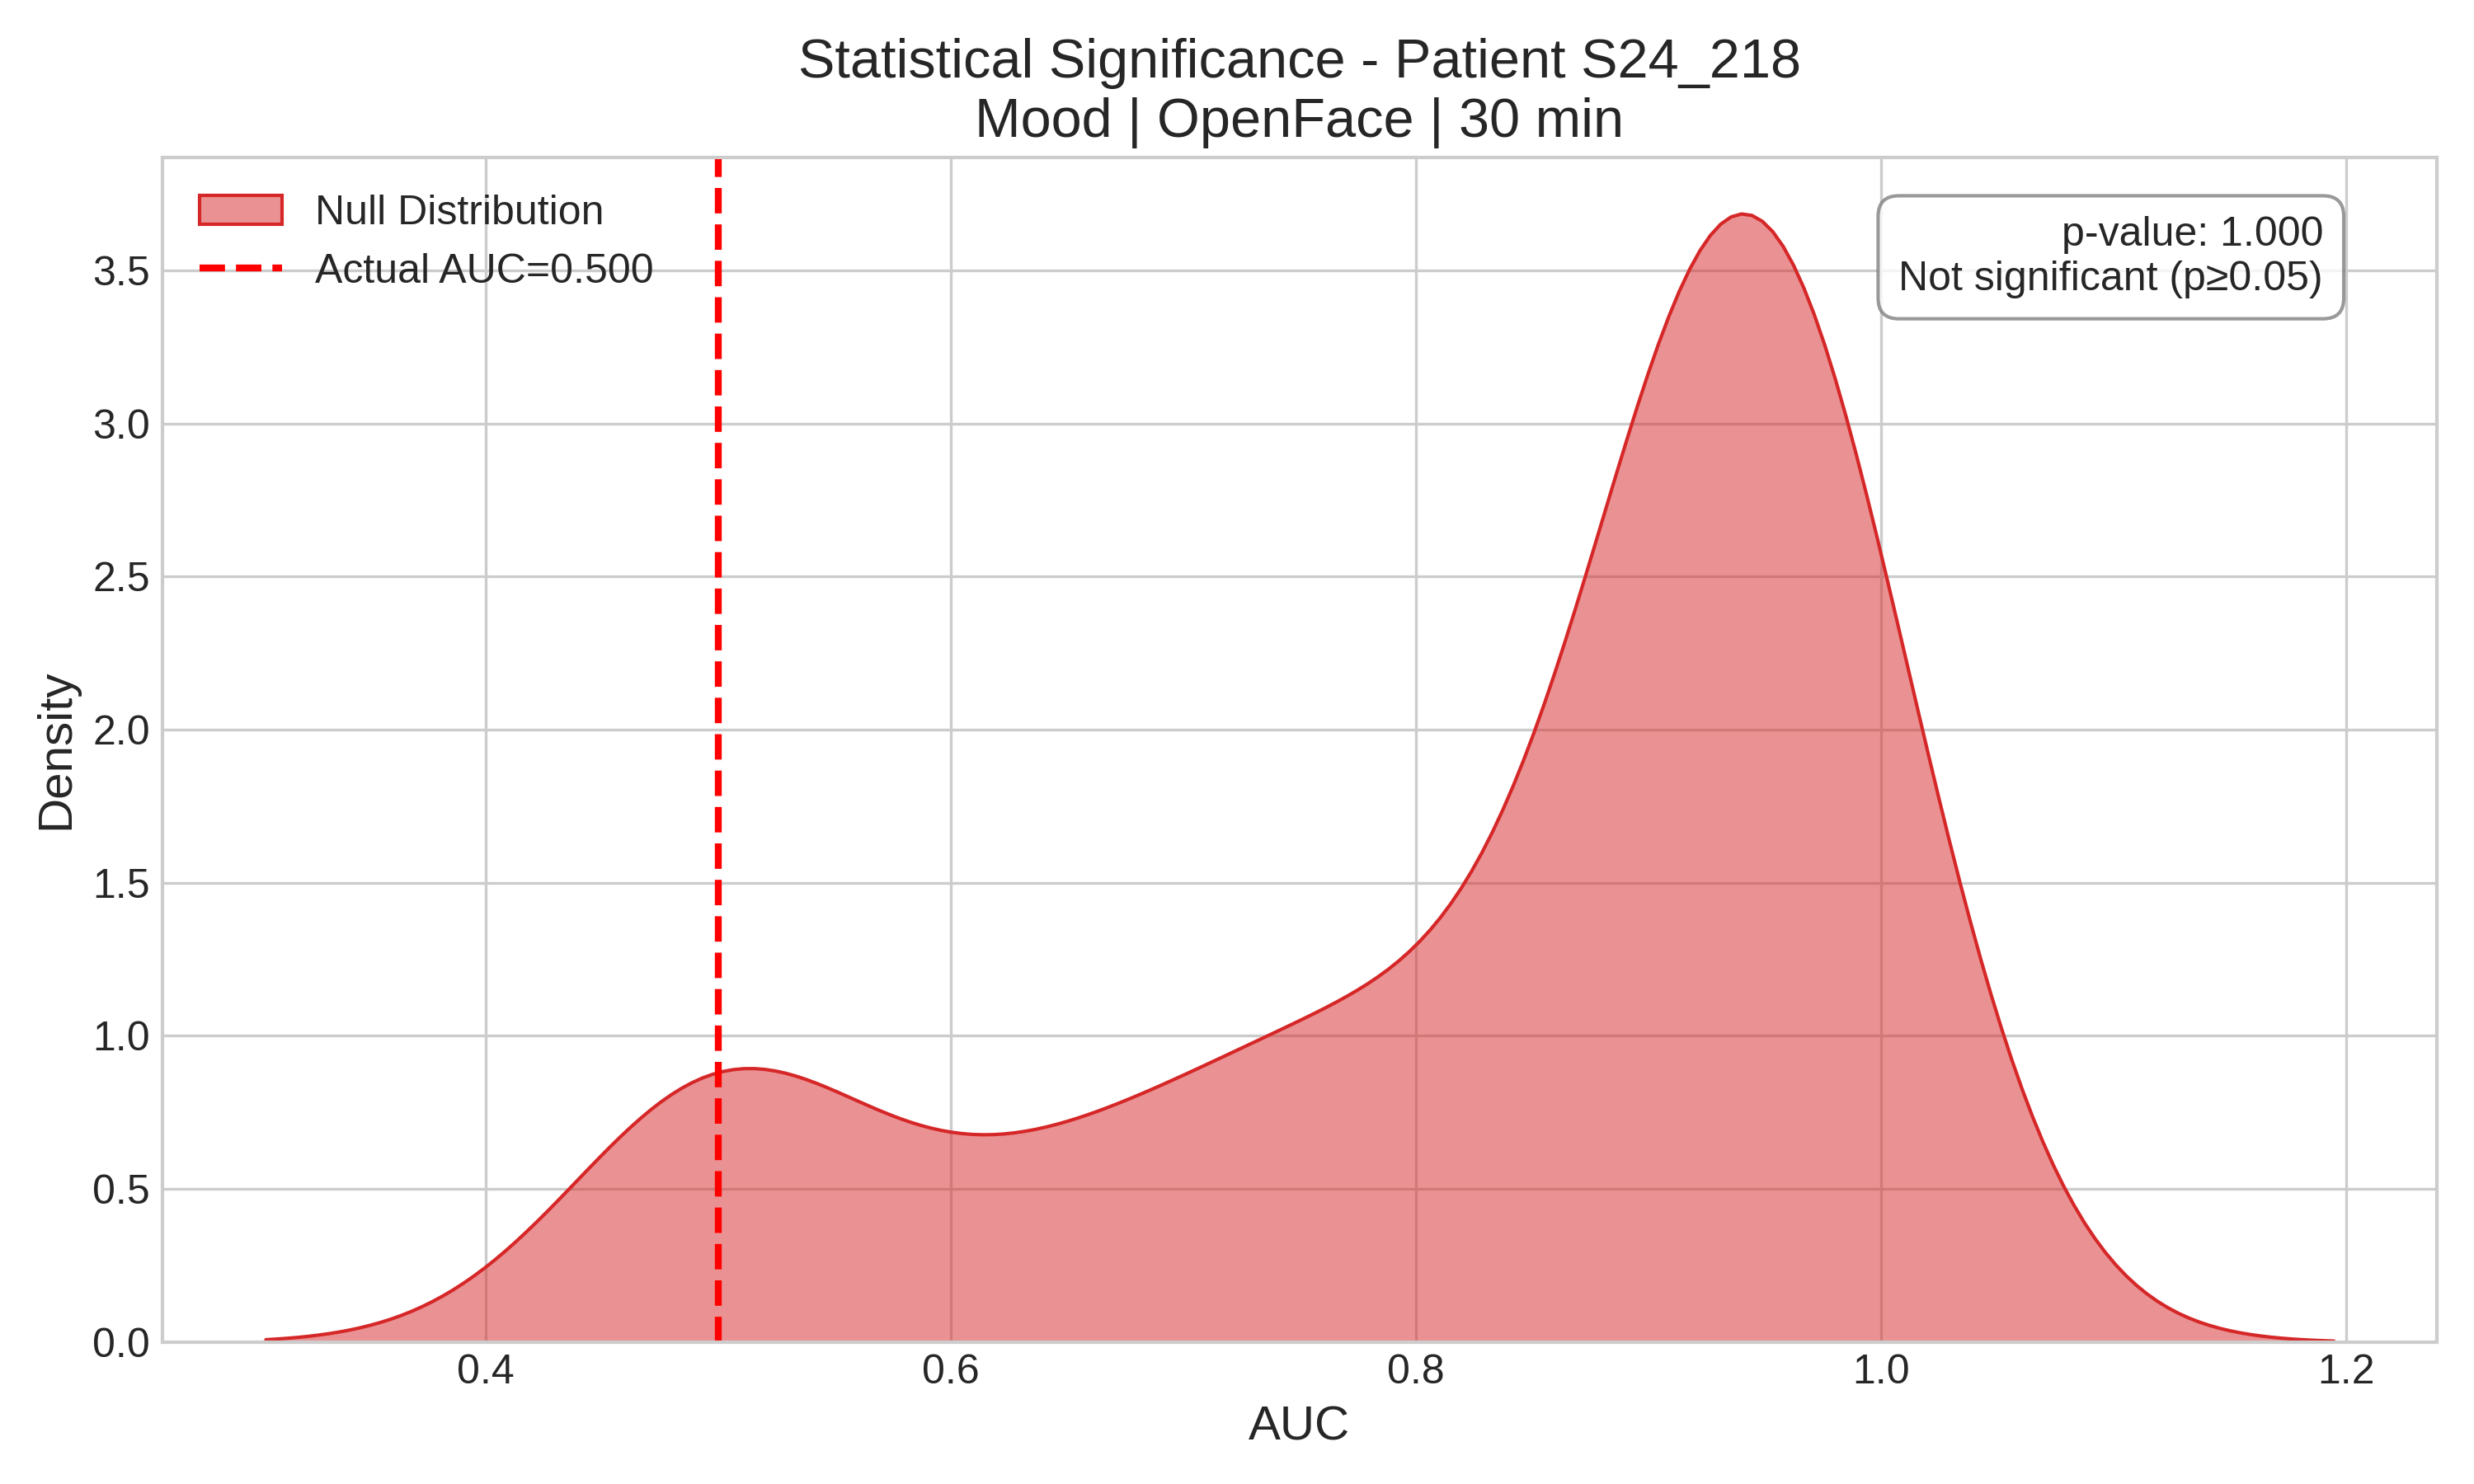 Statistical Significance - Patient S24_218
Mood | OpenFace | 30 min
Null Distribution
Actual AUC=0.500
p-value: 1.000
Not significant (p≥0.05)
3.5
3.0
2.5
2.0
1.5
1.0
0.5
0.0
Density
0.4 0.6 0.8 1.0 1.2
AUC